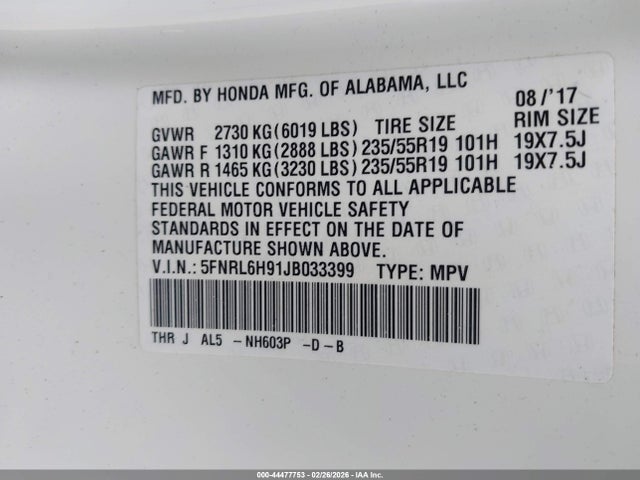 MFD. BY HONDA MFG. OF ALABAMA, LLC 08/'17
GVWR 2730 KG (6019 LBS) TIRE SIZE RIM SIZE
GAWR F 1310 KG (2888 LBS) 235/55R19 101H 19X7.5J
GAWR R 1465 KG (3230 LBS) 235/55R19 101H 19X7.5J
THIS VEHICLE CONFORMS TO ALL APPLICABLE
FEDERAL MOTOR VEHICLE SAFETY
STANDARDS IN EFFECT ON THE DATE OF
MANUFACTURE SHOWN ABOVE.
V.I.N.: 5FNRL6H91JB033399 TYPE: MPV
THR J AL5 -NH603P -D-B
000-44477753 - 02/26/2026 - IAA Inc.